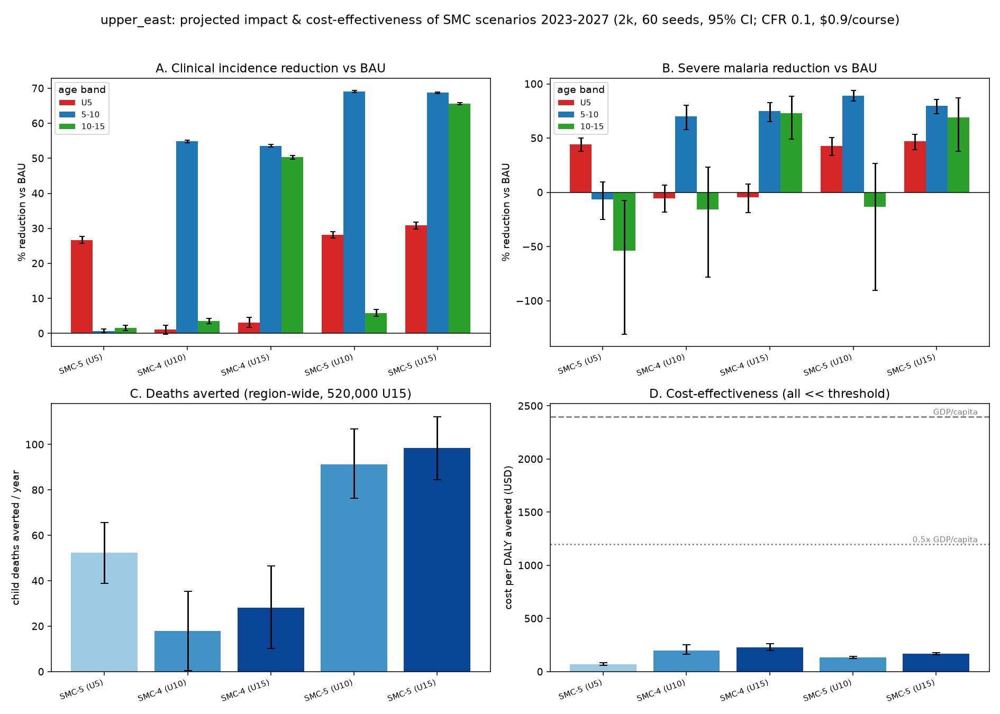 upper_east: projected impact & cost-effectiveness of SMC scenarios 2023-2027 (2k, 60 seeds, 95% CI; CFR 0.1, $0.9/course)
A. Clinical incidence reduction vs BAU
% reduction vs BAU
70
60
50
40
30
20
10
0
age band
U5
5-10
10-15
SMC-5 (U5)
SMC-4 (U10)
SMC-4 (U15)
SMC-5 (U10)
SMC-5 (U15)
B. Severe malaria reduction vs BAU
% reduction vs BAU
100
50
0
−50
−100
age band
U5
5-10
10-15
SMC-5 (U5)
SMC-4 (U10)
SMC-4 (U15)
SMC-5 (U10)
SMC-5 (U15)
C. Deaths averted (region-wide, 520,000 U15)
child deaths averted / year
100
80
60
40
20
0
SMC-5 (U5)
SMC-4 (U10)
SMC-4 (U15)
SMC-5 (U10)
SMC-5 (U15)
D. Cost-effectiveness (all << threshold)
cost per DALY averted (USD)
2500
2000
1500
1000
500
0
GDP/capita
0.5x GDP/capita
SMC-5 (U5)
SMC-4 (U10)
SMC-4 (U15)
SMC-5 (U10)
SMC-5 (U15)